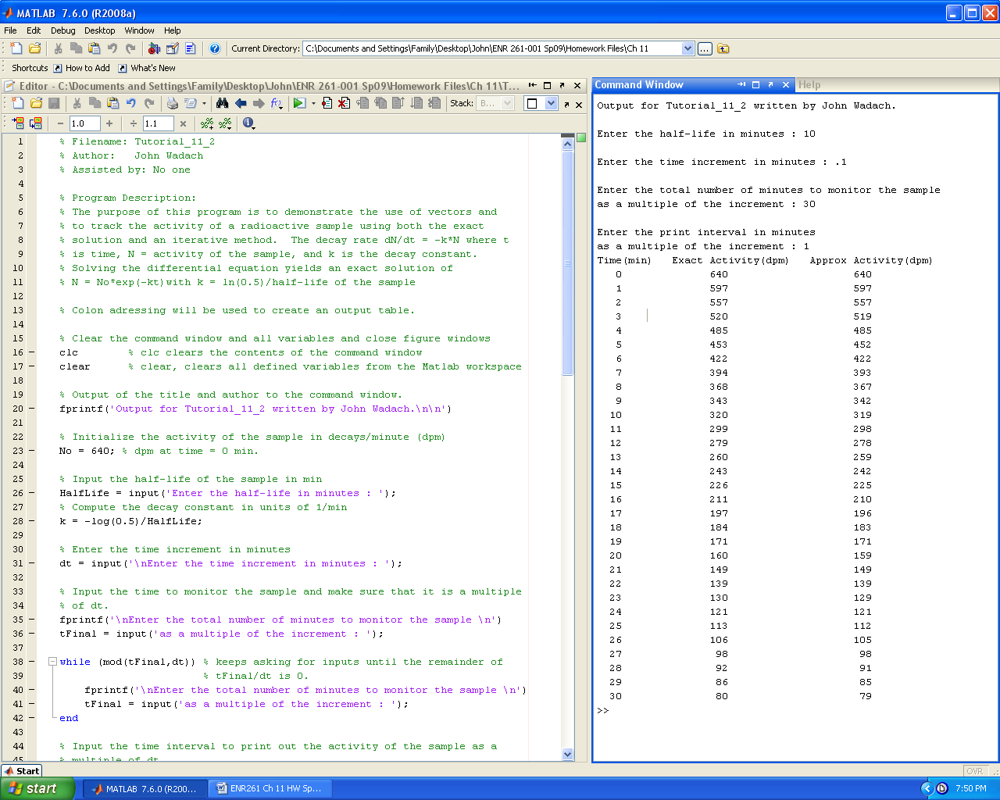 MATLAB 7.6.0 (R2008a)
File Edit Debug Desktop Window Help
Current Directory: C:\Documents and Settings\Family\Desktop\John\ENR 261-001 Sp09\Homework Files\Ch 11
Shortcuts How to Add What's New
Editor - C:\Documents and Settings\Family\Desktop\John\ENR 261-001 Sp09\Homework Files\Ch 11\T...
Stack: B...
1.0 1.1
1 % Filename: Tutorial_11_2
2 % Author: John Wadach
3 % Assisted by: No one
4
5 % Program Description:
6 % The purpose of this program is to demonstrate the use of vectors and
7 % to track the activity of a radioactive sample using both the exact
8 % solution and an iterative method. The decay rate dN/dt = -k*N where t
9 % is time, N = activity of the sample, and k is the decay constant.
10 % Solving the differential equation yields an exact solution of
11 % N = No*exp(-kt)with k = ln(0.5)/half-life of the sample
12
13 % Colon adressing will be used to create an output table.
14
15 % Clear the command window and all variables and close figure windows
16 - clc % clc clears the contents of the command window
17 - clear % clear, clears all defined variables from the Matlab workspace
18
19 % Output of the title and author to the command window.
20 - fprintf('Output for Tutorial_11_2 written by John Wadach.\n\n')
21
22 % Initialize the activity of the sample in decays/minute (dpm)
23 - No = 640; % dpm at time = 0 min.
24
25 % Input the half-life of the sample in min
26 - HalfLife = input('Enter the half-life in minutes : ');
27 % Compute the decay constant in units of 1/min
28 - k = -log(0.5)/HalfLife;
29
30 % Enter the time increment in minutes
31 - dt = input('\nEnter the time increment in minutes : ');
32
33 % Input the time to monitor the sample and make sure that it is a multiple
34 % of dt.
35 - fprintf('\nEnter the total number of minutes to monitor the sample \n')
36 - tFinal = input('as a multiple of the increment : ');
37
38 - while (mod(tFinal,dt)) % keeps asking for inputs until the remainder of
39 % tFinal/dt is 0.
40 - fprintf('\nEnter the total number of minutes to monitor the sample \n')
41 - tFinal = input('as a multiple of the increment : ');
42 - end
43
44 % Input the time interval to print out the activity of the sample as a
45 % multiple of dt
Command Window Help
Output for Tutorial_11_2 written by John Wadach.
Enter the half-life in minutes : 10
Enter the time increment in minutes : .1
Enter the total number of minutes to monitor the sample
as a multiple of the increment : 30
Enter the print interval in minutes
as a multiple of the increment : 1
Time(min) Exact Activity(dpm) Approx Activity(dpm)
0 640 640
1 597 597
2 557 557
3 520 519
4 485 485
5 453 452
6 422 422
7 394 393
8 368 367
9 343 342
10 320 319
11 299 298
12 279 278
13 260 259
14 243 242
15 226 225
16 211 210
17 197 196
18 184 183
19 171 171
20 160 159
21 149 149
22 139 139
23 130 129
24 121 121
25 113 112
26 106 105
27 98 98
28 92 91
29 86 85
30 80 79
>>
Start OVR
start MATLAB 7.6.0 (R200... ENR261 Ch 11 HW Sp... 7:50 PM